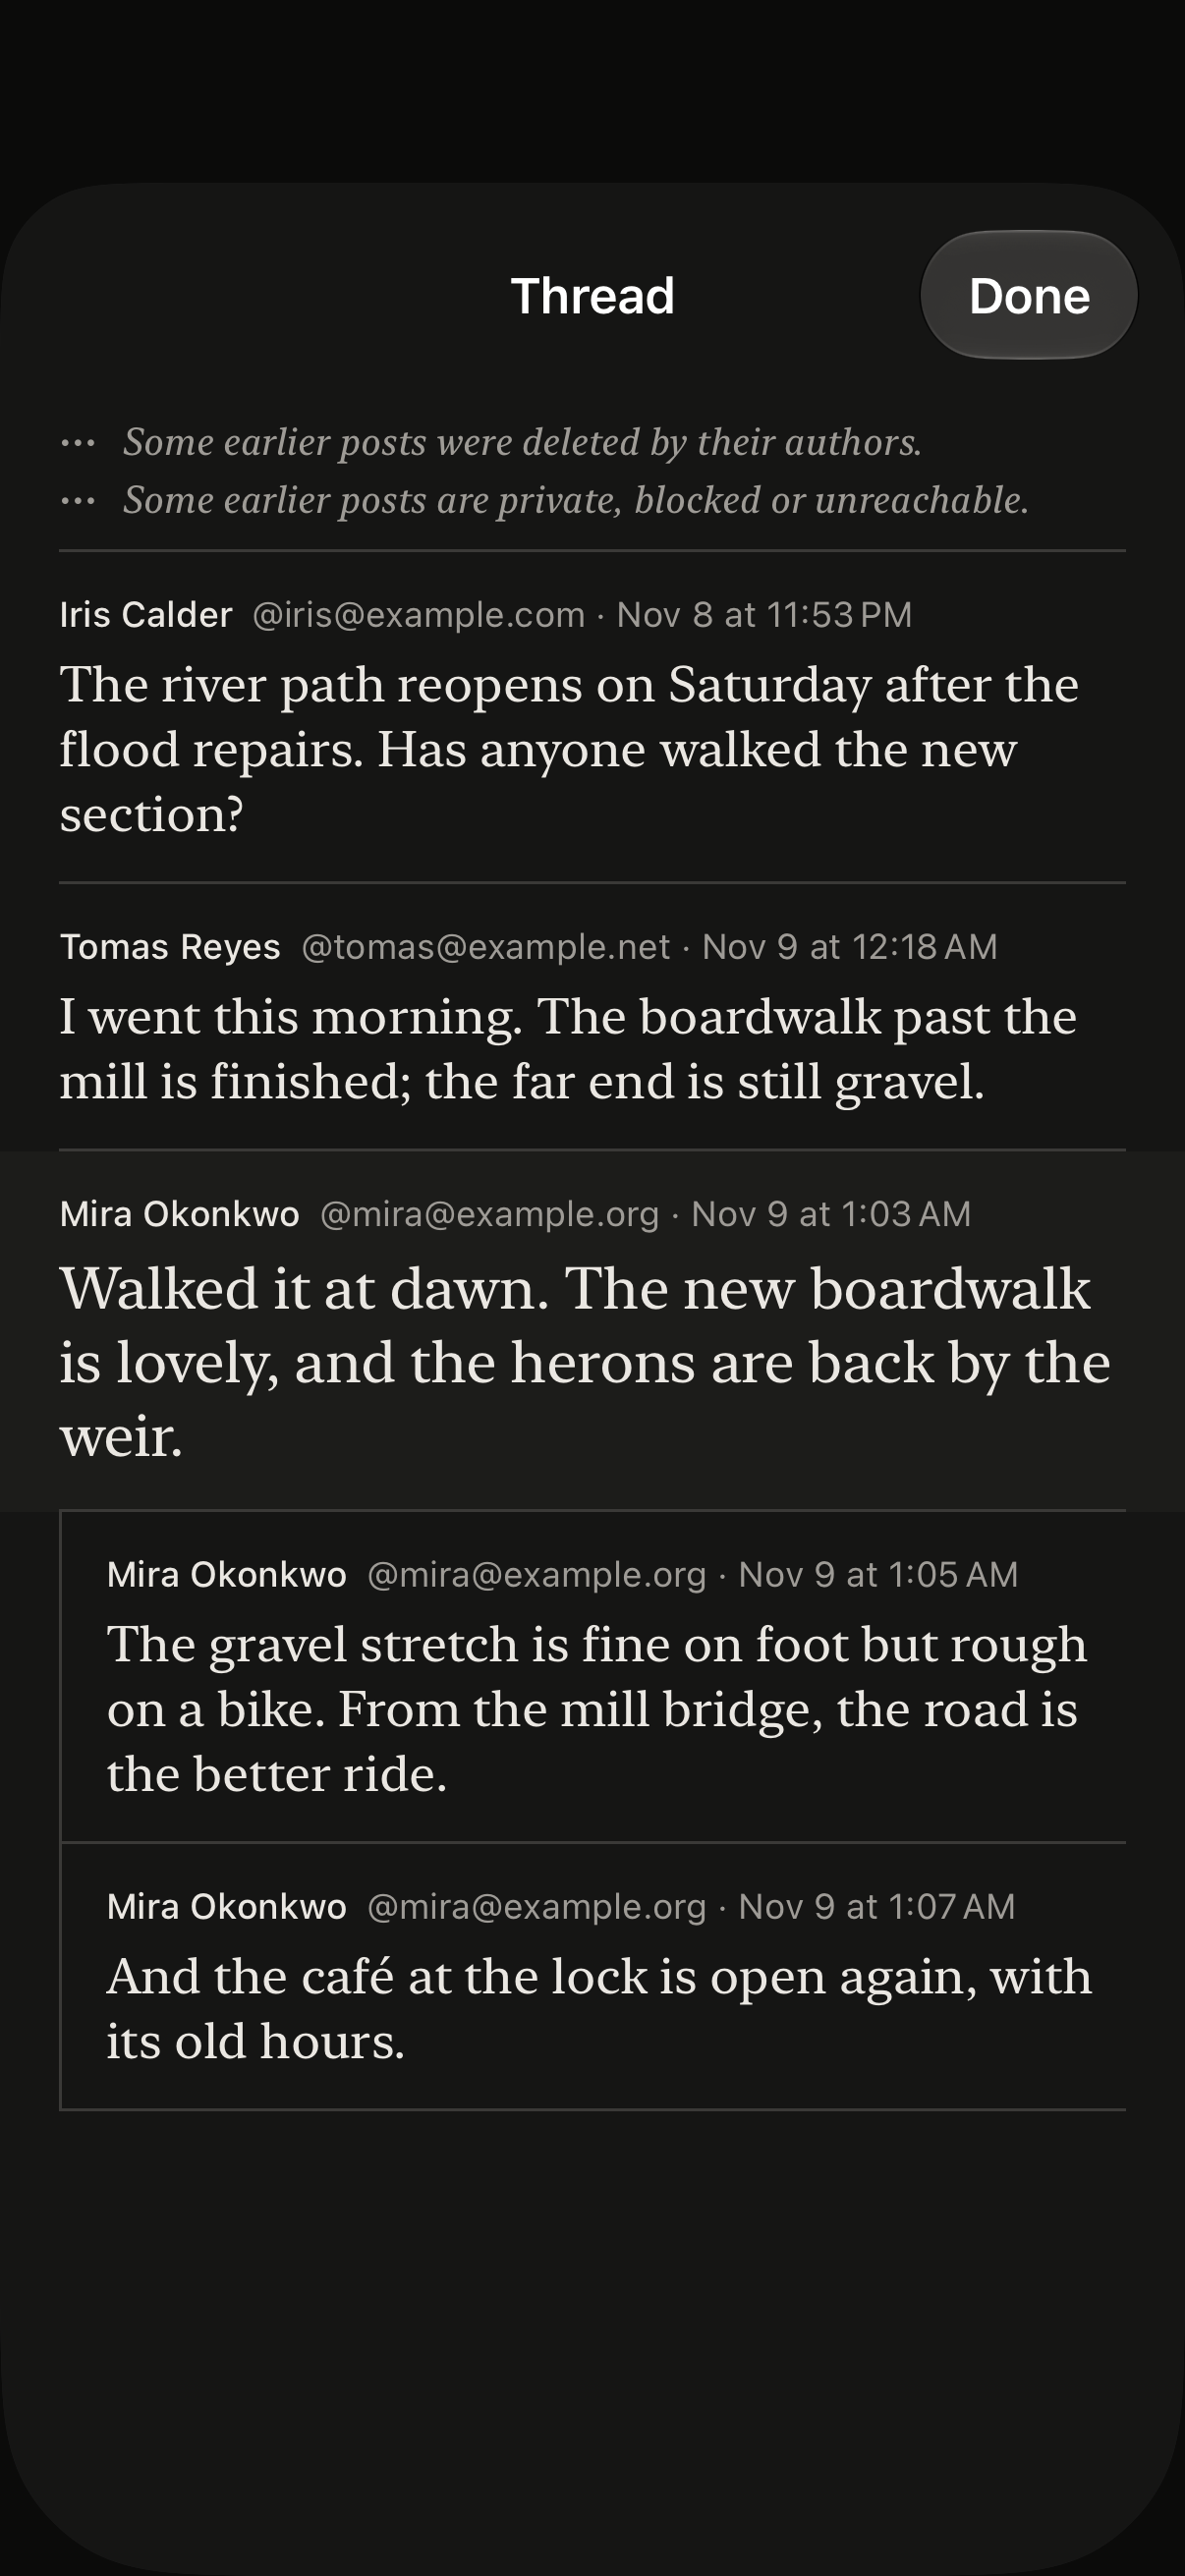 Thread
Done
··· Some earlier posts were deleted by their authors.
··· Some earlier posts are private, blocked or unreachable.
Iris Calder @iris@example.com · Nov 8 at 11:53 PM
The river path reopens on Saturday after the
flood repairs. Has anyone walked the new
section?
Tomas Reyes @tomas@example.net · Nov 9 at 12:18 AM
I went this morning. The boardwalk past the
mill is finished; the far end is still gravel.
Mira Okonkwo @mira@example.org · Nov 9 at 1:03 AM
Walked it at dawn. The new boardwalk
is lovely, and the herons are back by the
weir.
Mira Okonkwo @mira@example.org · Nov 9 at 1:05 AM
The gravel stretch is fine on foot but rough
on a bike. From the mill bridge, the road is
the better ride.
Mira Okonkwo @mira@example.org · Nov 9 at 1:07 AM
And the café at the lock is open again, with
its old hours.